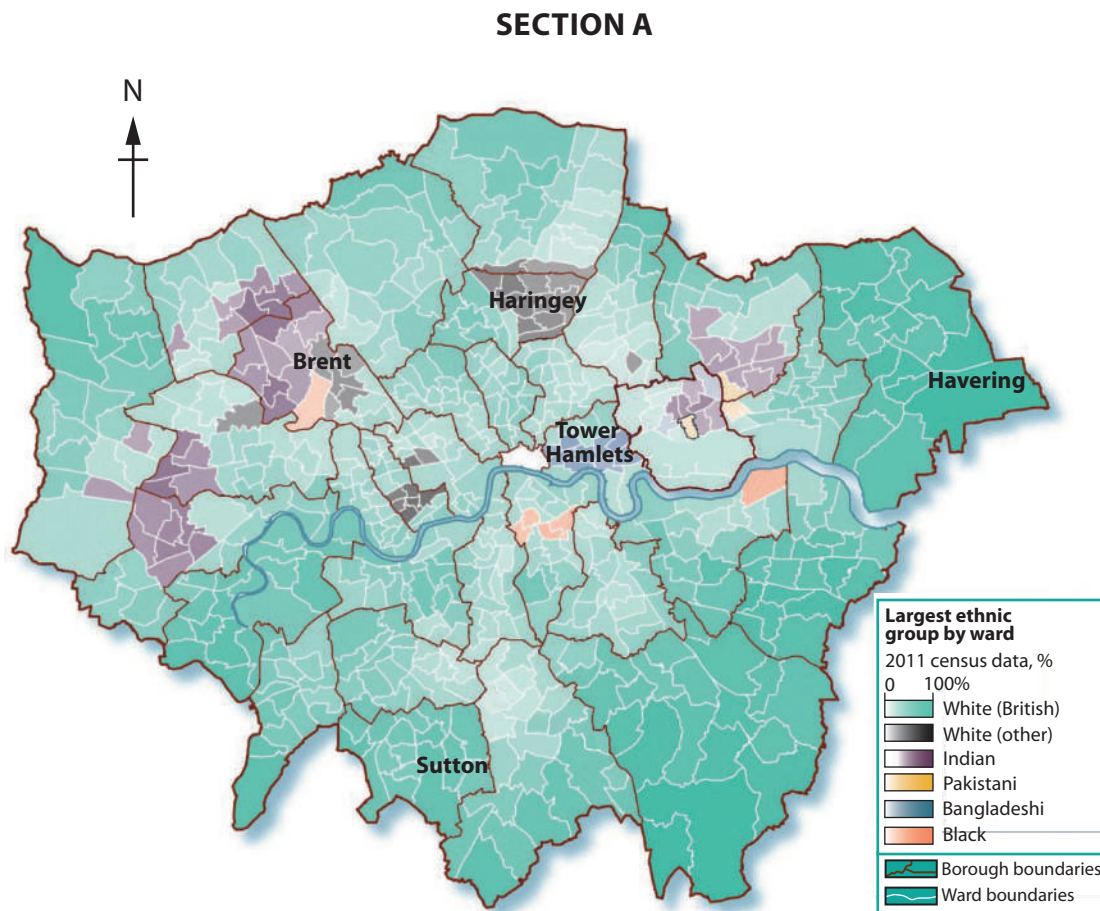 SECTION A
N
Haringey
Brent
Havering
Tower
Hamlets
Sutton
Largest ethnic
group by ward
2011 census data, %
0 100%
White (British)
White (other)
Indian
Pakistani
Bangladeshi
Black
Borough boundaries
Ward boundaries